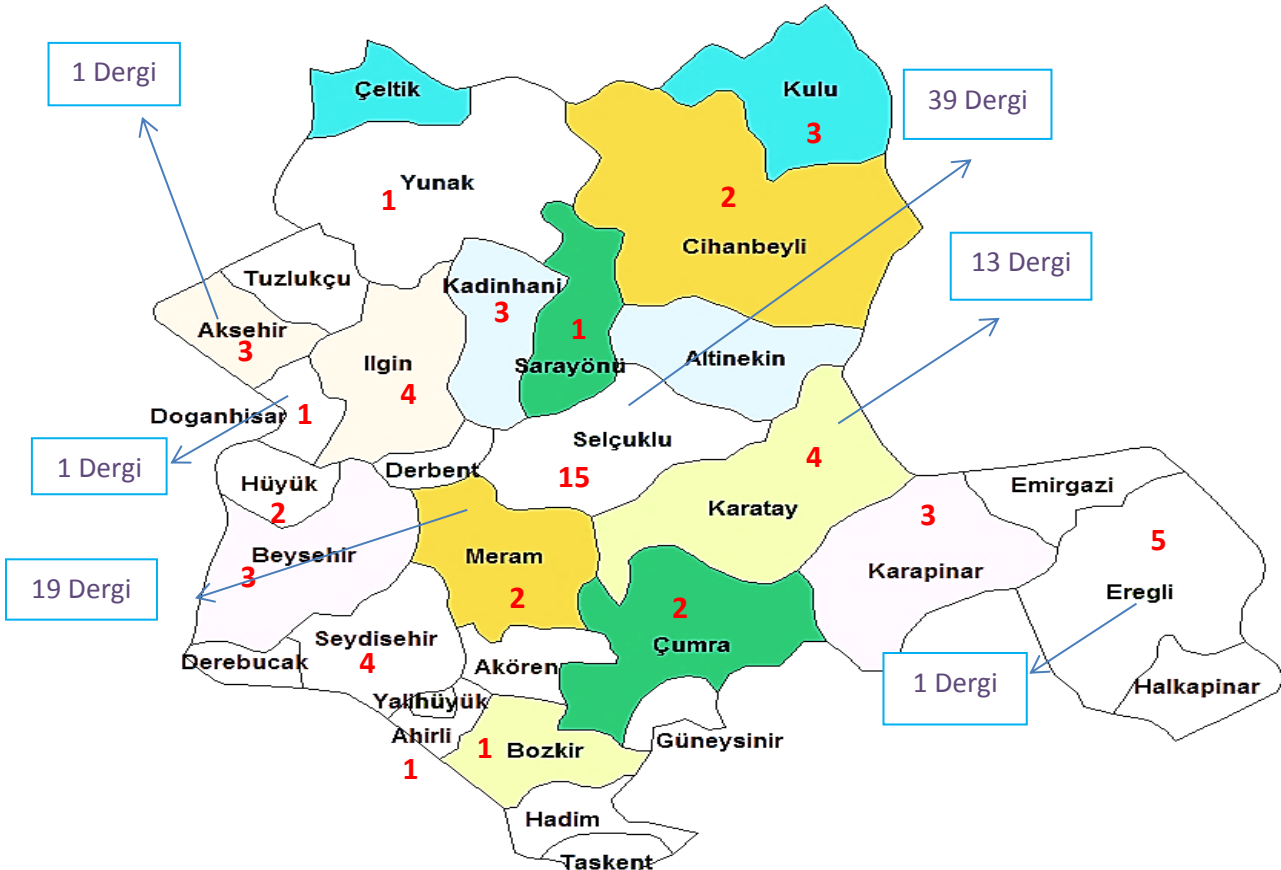 1 Dergi
Çeltik
Kulu
3
39 Dergi
Yunak
1
2
Cihanbeyli
13 Dergi
Tuzlukçu
Kadinhani
3
Aksehir
3
1
Sarayönü
Altinekin
Ilgin
4
Doganhisar
1
Selçuklu
15
4
Karatay
1 Dergi
Derbent
Hüyük
2
Emirgazi
3
5
Beysehir
3
Meram
2
Karapinar
Eregli
19 Dergi
2
Çumra
Seydisehir
4
Derebucak
Akören
1 Dergi
Halkapinar
Yalihüyük
Ahirli
1
1
Bozkir
Güneysinir
Hadim
Taskent